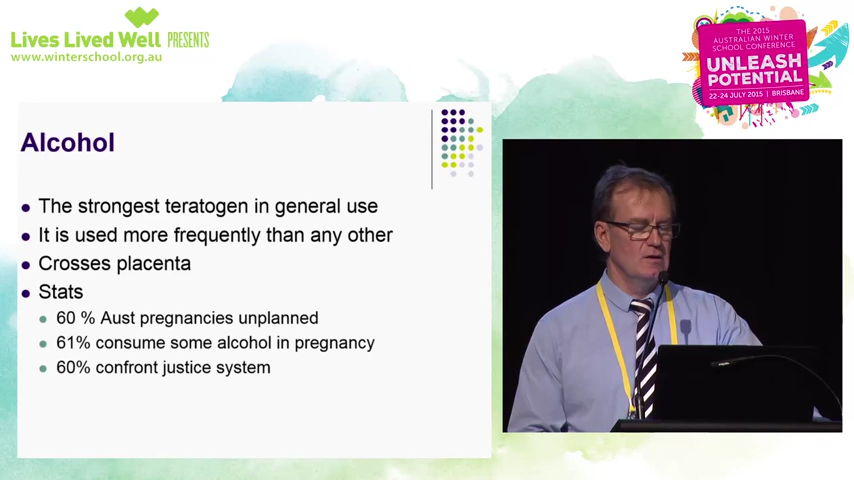 Lives Lived Well PRESENTS
www.winterschool.org.au
THE 2015
AUSTRALIAN WINTER
SCHOOL CONFERENCE
UNLEASH
POTENTIAL
22-24 JULY 2015 | BRISBANE
Alcohol
The strongest teratogen in general use
It is used more frequently than any other
Crosses placenta
Stats
60 % Aust pregnancies unplanned
61% consume some alcohol in pregnancy
60% confront justice system